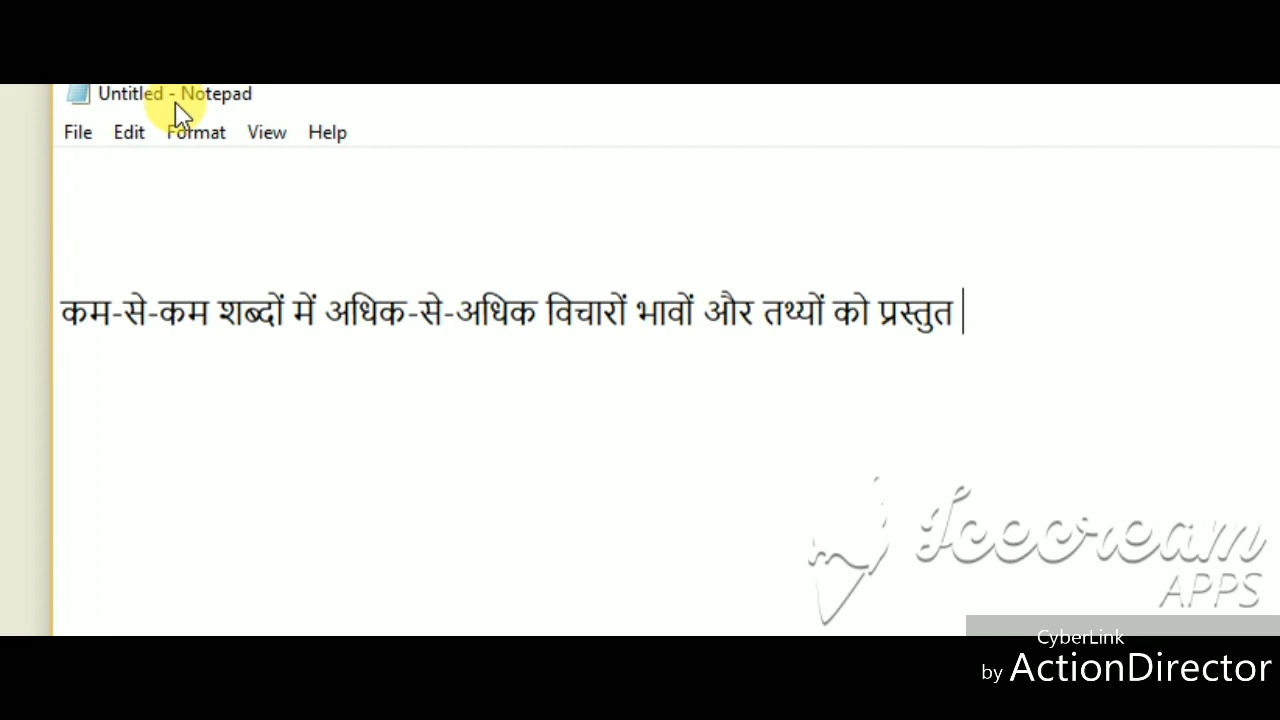 Untitled - Notepad
File Edit Format View Help
कम-से-कम शब्दों में अधिक-से-अधिक विचारों भावों और तथ्यों को प्रस्तुत
Icecream
APPS
CyberLink
by ActionDirector